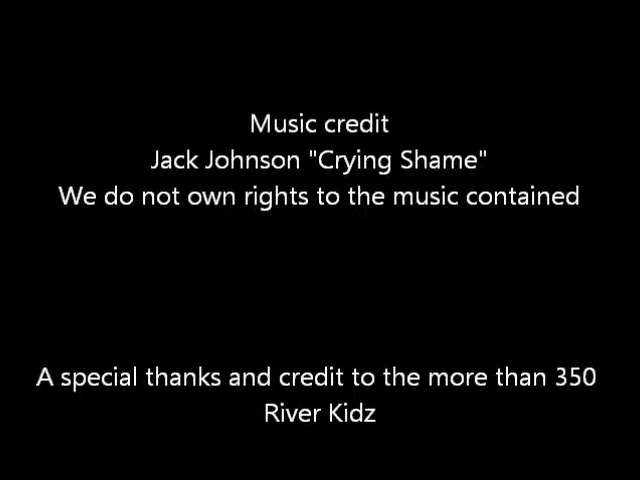 Music credit
Jack Johnson "Crying Shame"
We do not own rights to the music contained
A special thanks and credit to the more than 350
River Kidz